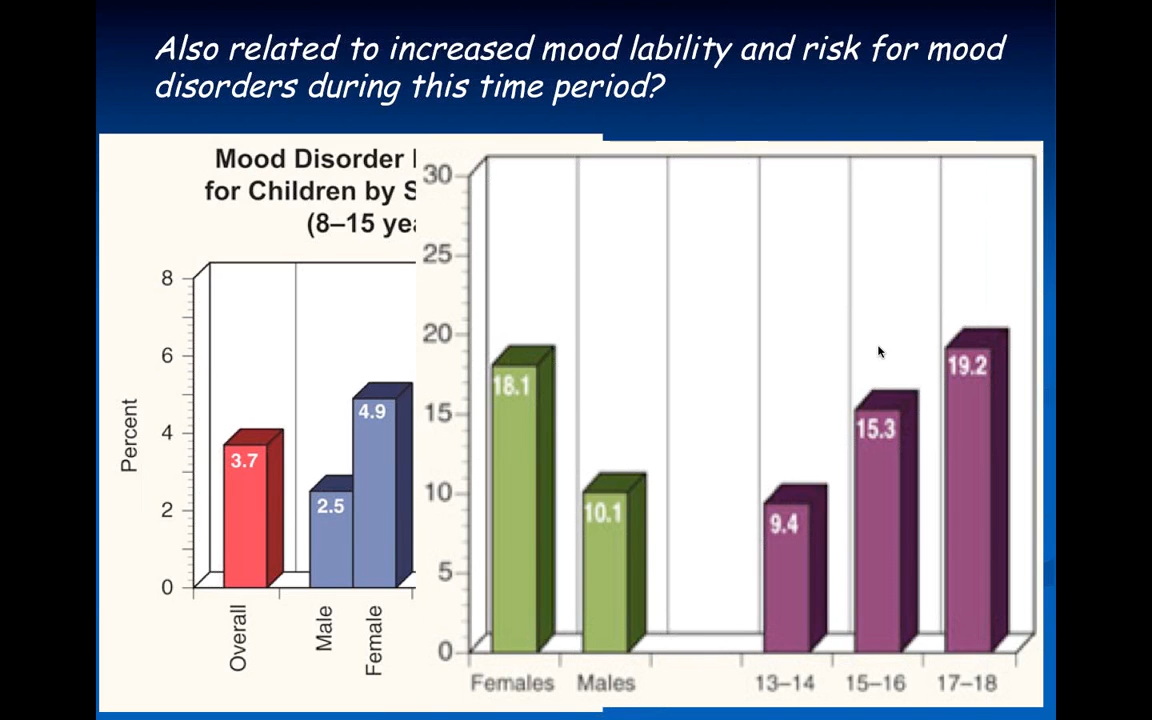 Also related to increased mood lability and risk for mood
disorders during this time period?
Mood Disorder
for Children by
(8–15
Percent
8
6
4
2
0
3.7
2.5
4.9
Overall
Male
Female
30
25
20
15
10
5
0
18.1
10.1
9.4
15.3
19.2
Females Males 13–14 15–16 17–18